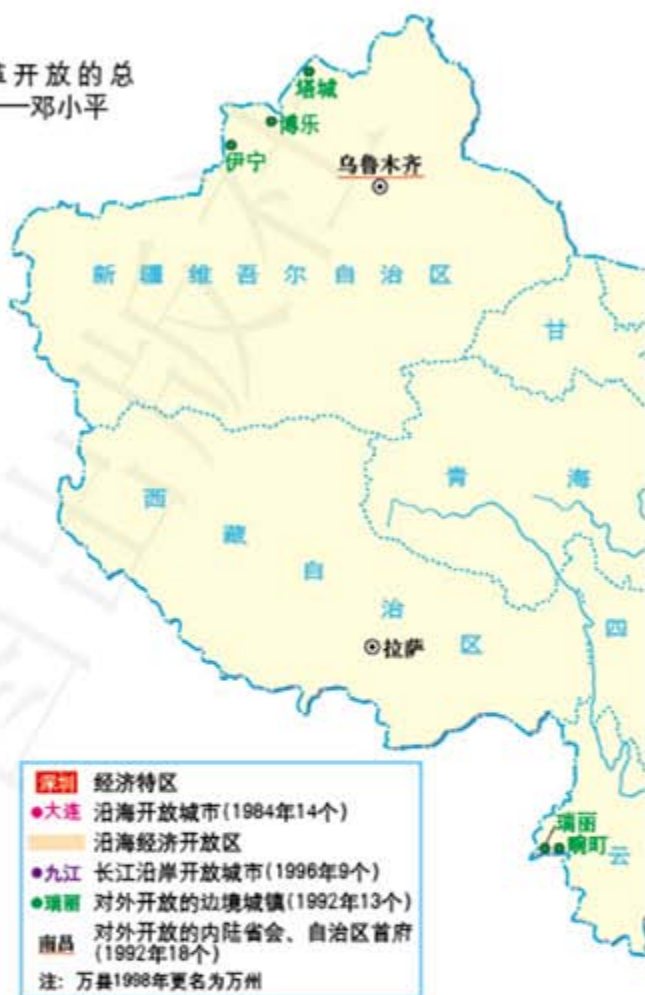 革开放的总
——邓小平
塔城
博乐
伊宁
乌鲁木齐
新疆维吾尔自治区
甘
青海
西藏自治区
拉萨
四
瑞丽
畹町
云
深圳 经济特区
大连 沿海开放城市(1984年14个)
沿海经济开放区
九江 长江沿岸开放城市(1996年9个)
瑞丽 对外开放的边境城镇(1992年13个)
南昌 对外开放的内陆省会、自治区首府
(1992年18个)
注: 万县1998年更名为万州